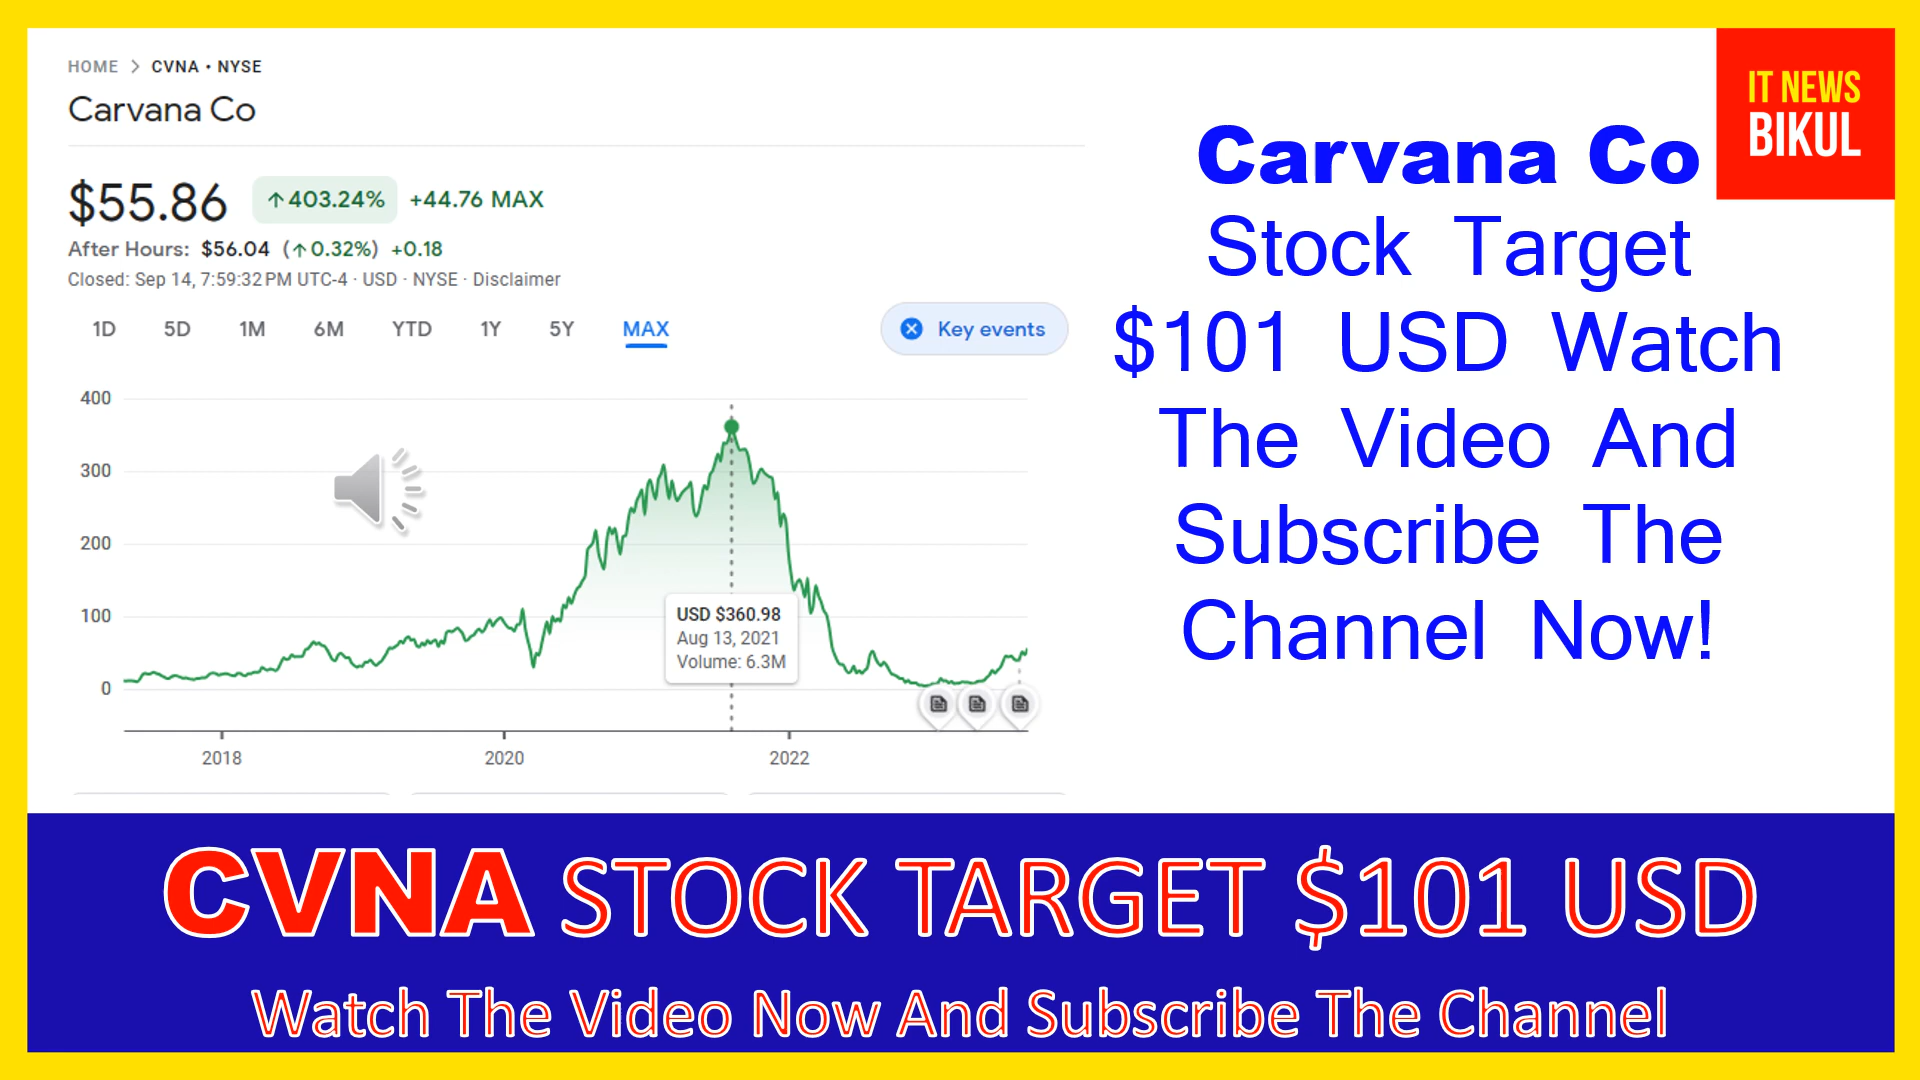 HOME > CVNA • NYSE
Carvana Co
$55.86 ↑403.24% +44.76 MAX
After Hours: $56.04 (↑0.32%) +0.18
Closed: Sep 14, 7:59:32 PM UTC-4 · USD · NYSE · Disclaimer
1D 5D 1M 6M YTD 1Y 5Y MAX
Key events
400
300
200
100
0
USD $360.98
Aug 13, 2021
Volume: 6.3M
2018 2020 2022
IT NEWS
BIKUL
Carvana Co
Stock Target
$101 USD Watch
The Video And
Subscribe The
Channel Now!
CVNA STOCK TARGET $101 USD
Watch The Video Now And Subscribe The Channel